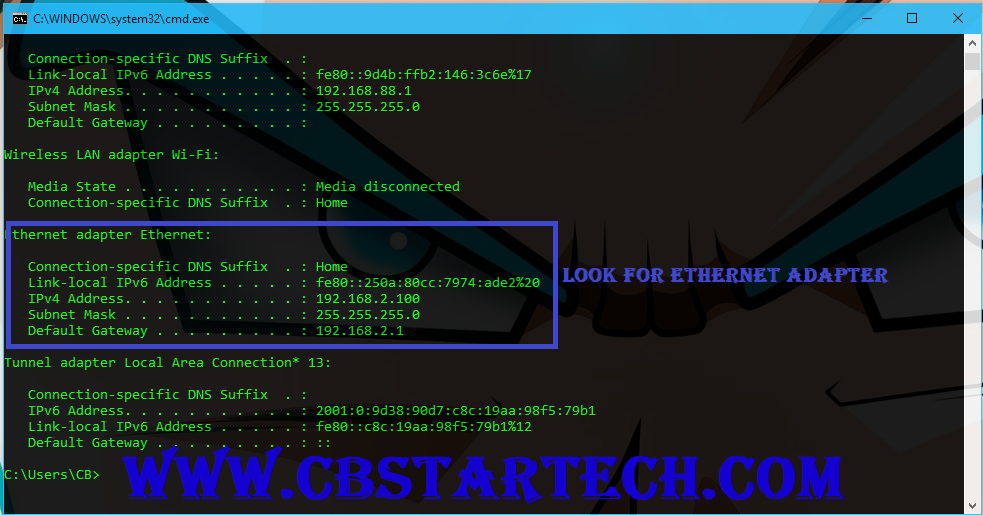 C:\WINDOWS\system32\cmd.exe
Connection-specific DNS Suffix . :
Link-local IPv6 Address . . . . . : fe80::9d4b:ffb2:146:3c6e%17
IPv4 Address. . . . . . . . . . . : 192.168.88.1
Subnet Mask . . . . . . . . . . . : 255.255.255.0
Default Gateway . . . . . . . . . :
Wireless LAN adapter Wi-Fi:
Media State . . . . . . . . . . . : Media disconnected
Connection-specific DNS Suffix . : Home
Ethernet adapter Ethernet:
Connection-specific DNS Suffix . : Home
Link-local IPv6 Address . . . . . : fe80::250a:80cc:7974:ade2%20
IPv4 Address. . . . . . . . . . . : 192.168.2.100
Subnet Mask . . . . . . . . . . . : 255.255.255.0
Default Gateway . . . . . . . . . : 192.168.2.1
LOOK FOR ETHERNET ADAPTER
Tunnel adapter Local Area Connection* 13:
Connection-specific DNS Suffix . :
IPv6 Address. . . . . . . . . . . : 2001:0:9d38:90d7:c8c:19aa:98f5:79b1
Link-local IPv6 Address . . . . . : fe80::c8c:19aa:98f5:79b1%12
Default Gateway . . . . . . . . . : ::
C:\Users\CB>
WWW.CBSTARTECH.COM